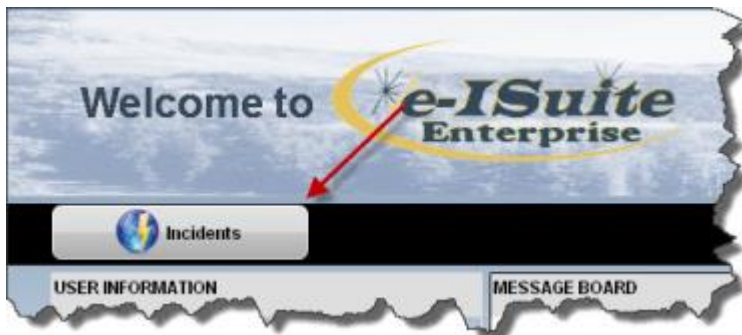 Welcome to e-ISuite
Enterprise
Incidents
USER INFORMATION
MESSAGE BOARD